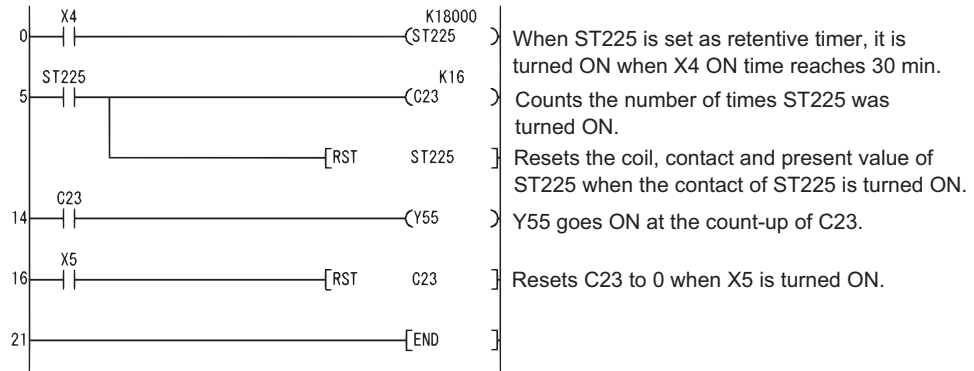 X4 K18000
0 ST225 When ST225 is set as retentive timer, it is
turned ON when X4 ON time reaches 30 min.
ST225 K16
5 C23 Counts the number of times ST225 was
turned ON.
RST ST225 Resets the coil, contact and present value of
ST225 when the contact of ST225 is turned ON.
C23
14 Y55 Y55 goes ON at the count-up of C23.
X5
16 RST C23 Resets C23 to 0 when X5 is turned ON.
21 END